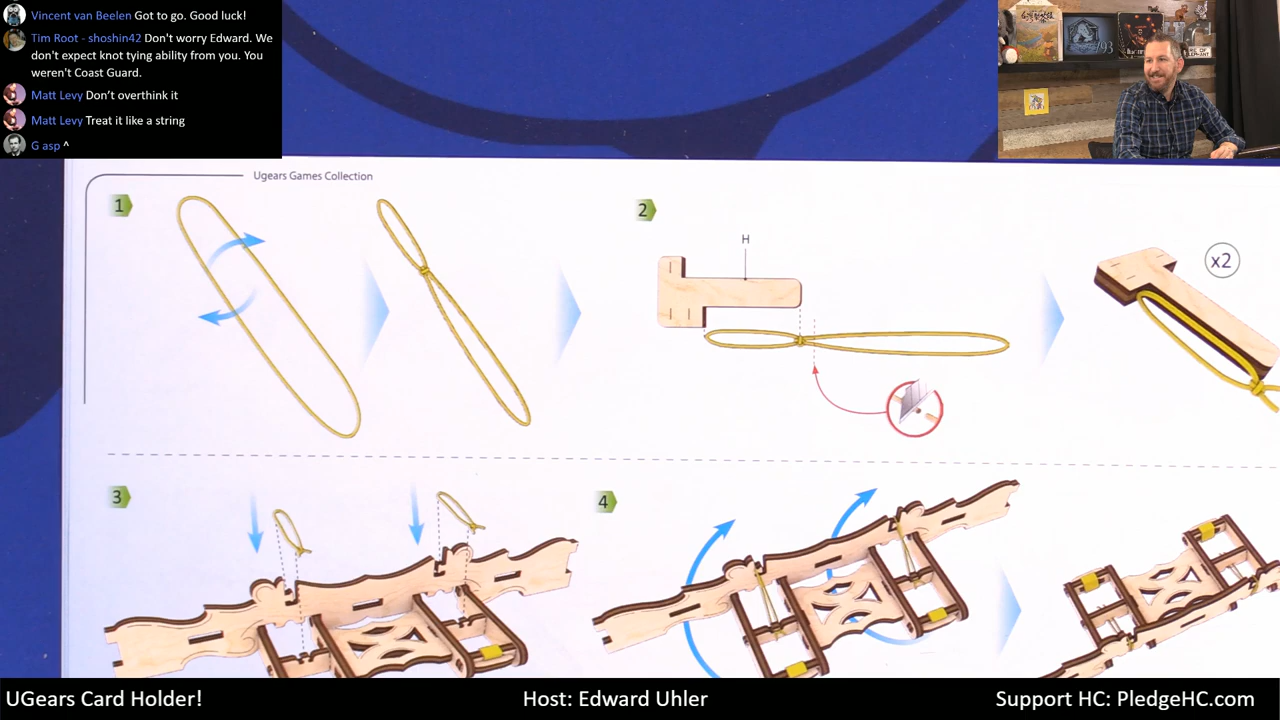 Vincent van Beelen Got to go. Good luck!
Tim Root - shoshin42 Don't worry Edward. We
don't expect knot tying ability from you. You
weren't Coast Guard.
Matt Levy Don’t overthink it
Matt Levy Treat it like a string
G asp ^
Ugears Games Collection
1
2
H
x2
3
4
UGears Card Holder!
Host: Edward Uhler
Support HC: PledgeHC.com